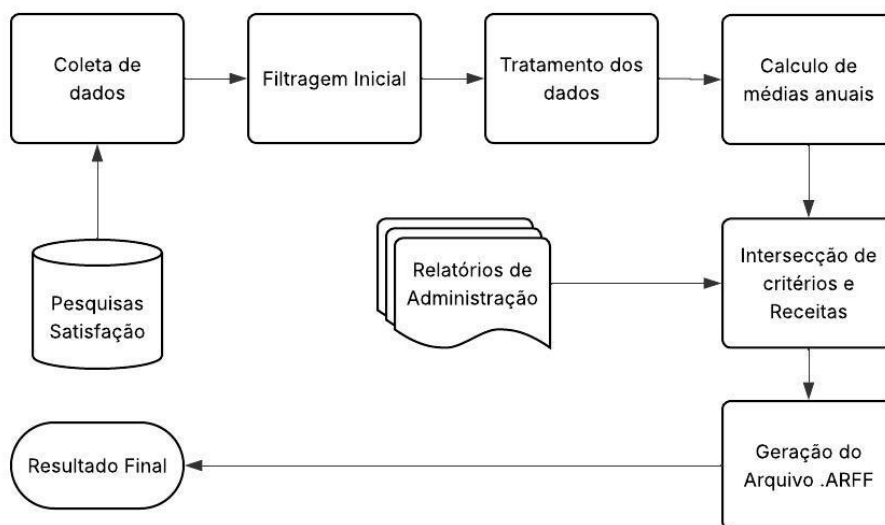 Coleta de
dados
Filtragem Inicial
Tratamento dos
dados
Calculo de
médias anuais
Pesquisas
Satisfação
Relatórios de
Administração
Intersecção de
critérios e
Receitas
Resultado Final
Geração do
Arquivo .ARFF